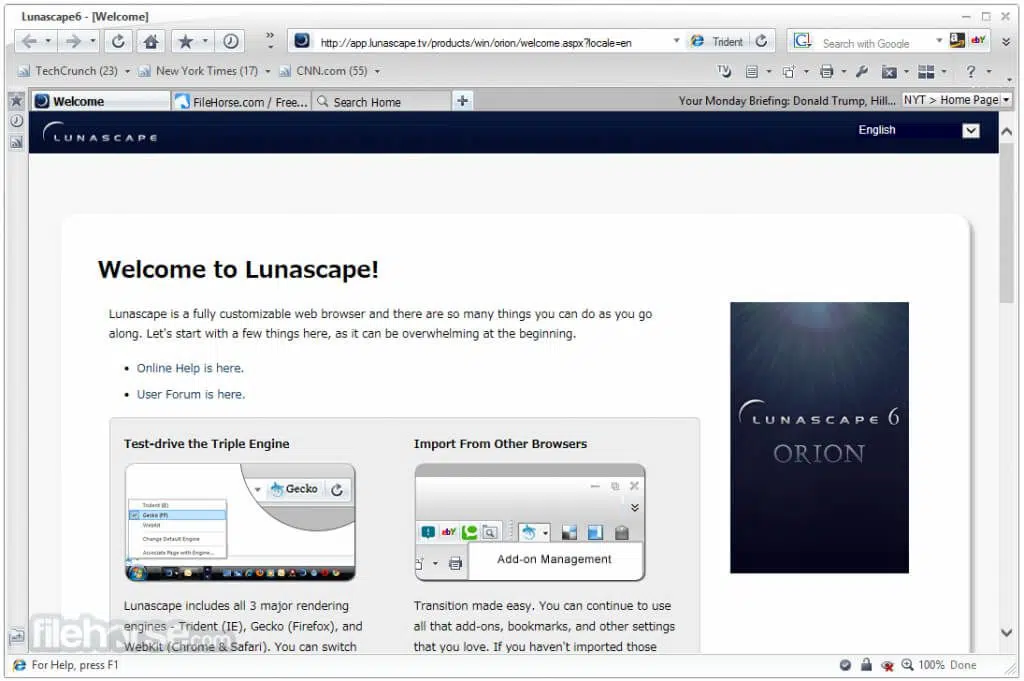 Lunascape6 - [Welcome]
http://app.lunascape.tv/products/win/orion/welcome.aspx?locale=en
Trident
Search with Google
TechCrunch (23)
New York Times (17)
CNN.com (55)
Welcome
FileHorse.com / Free...
Search Home
Your Monday Briefing: Donald Trump, Hill...
NYT > Home Page
LUNASCAPE
English
Welcome to Lunascape!
Lunascape is a fully customizable web browser and there are so many things you can do as you go
along. Let's start with a few things here, as it can be overwhelming at the beginning.
• Online Help is here.
• User Forum is here.
LUNASCAPE 6
ORION
Test-drive the Triple Engine
Gecko
Trident (IE)
Gecko (FF)
WebKit
Change Default Engine
Associate Page with Engine...
Lunascape includes all 3 major rendering
engines - Trident (IE), Gecko (Firefox), and
WebKit (Chrome & Safari). You can switch
Import From Other Browsers
ebY
Add-on Management
Transition made easy. You can continue to use
all that add-ons, bookmarks, and other settings
that you love. If you haven't imported those
filehorse.com
For Help, press F1
100%
Done